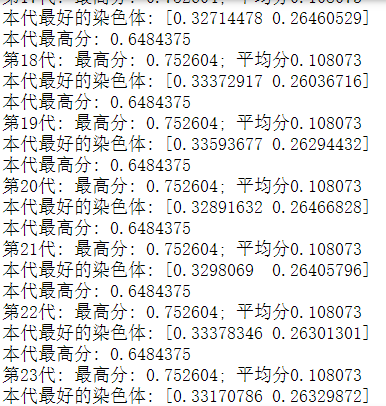 第17代: 最高分: 0.752604; 平均分0.108073
本代最好的染色体: [0.32714478 0.26460529]
本代最高分: 0.6484375
第18代: 最高分: 0.752604; 平均分0.108073
本代最好的染色体: [0.33372917 0.26036716]
本代最高分: 0.6484375
第19代: 最高分: 0.752604; 平均分0.108073
本代最好的染色体: [0.33593677 0.26294432]
本代最高分: 0.6484375
第20代: 最高分: 0.752604; 平均分0.108073
本代最好的染色体: [0.32891632 0.26466828]
本代最高分: 0.6484375
第21代: 最高分: 0.752604; 平均分0.108073
本代最好的染色体: [0.3298069  0.26405796]
本代最高分: 0.6484375
第22代: 最高分: 0.752604; 平均分0.108073
本代最好的染色体: [0.33378346 0.26301301]
本代最高分: 0.6484375
第23代: 最高分: 0.752604; 平均分0.108073
本代最好的染色体: [0.33170786 0.26329872]